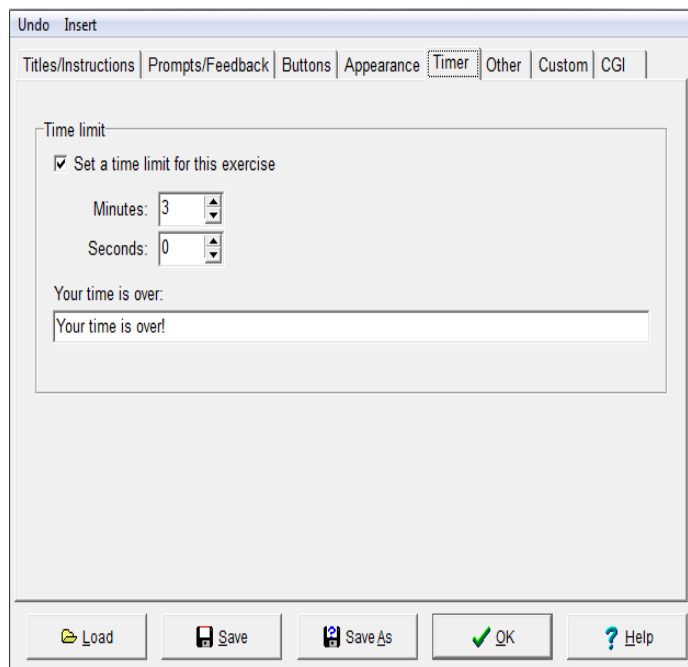 Undo Insert
Titles/Instructions Prompts/Feedback Buttons Appearance Timer Other Custom CGI
Time limit
Set a time limit for this exercise
Minutes: 3
Seconds: 0
Your time is over:
Your time is over!
Load Save Save As OK Help